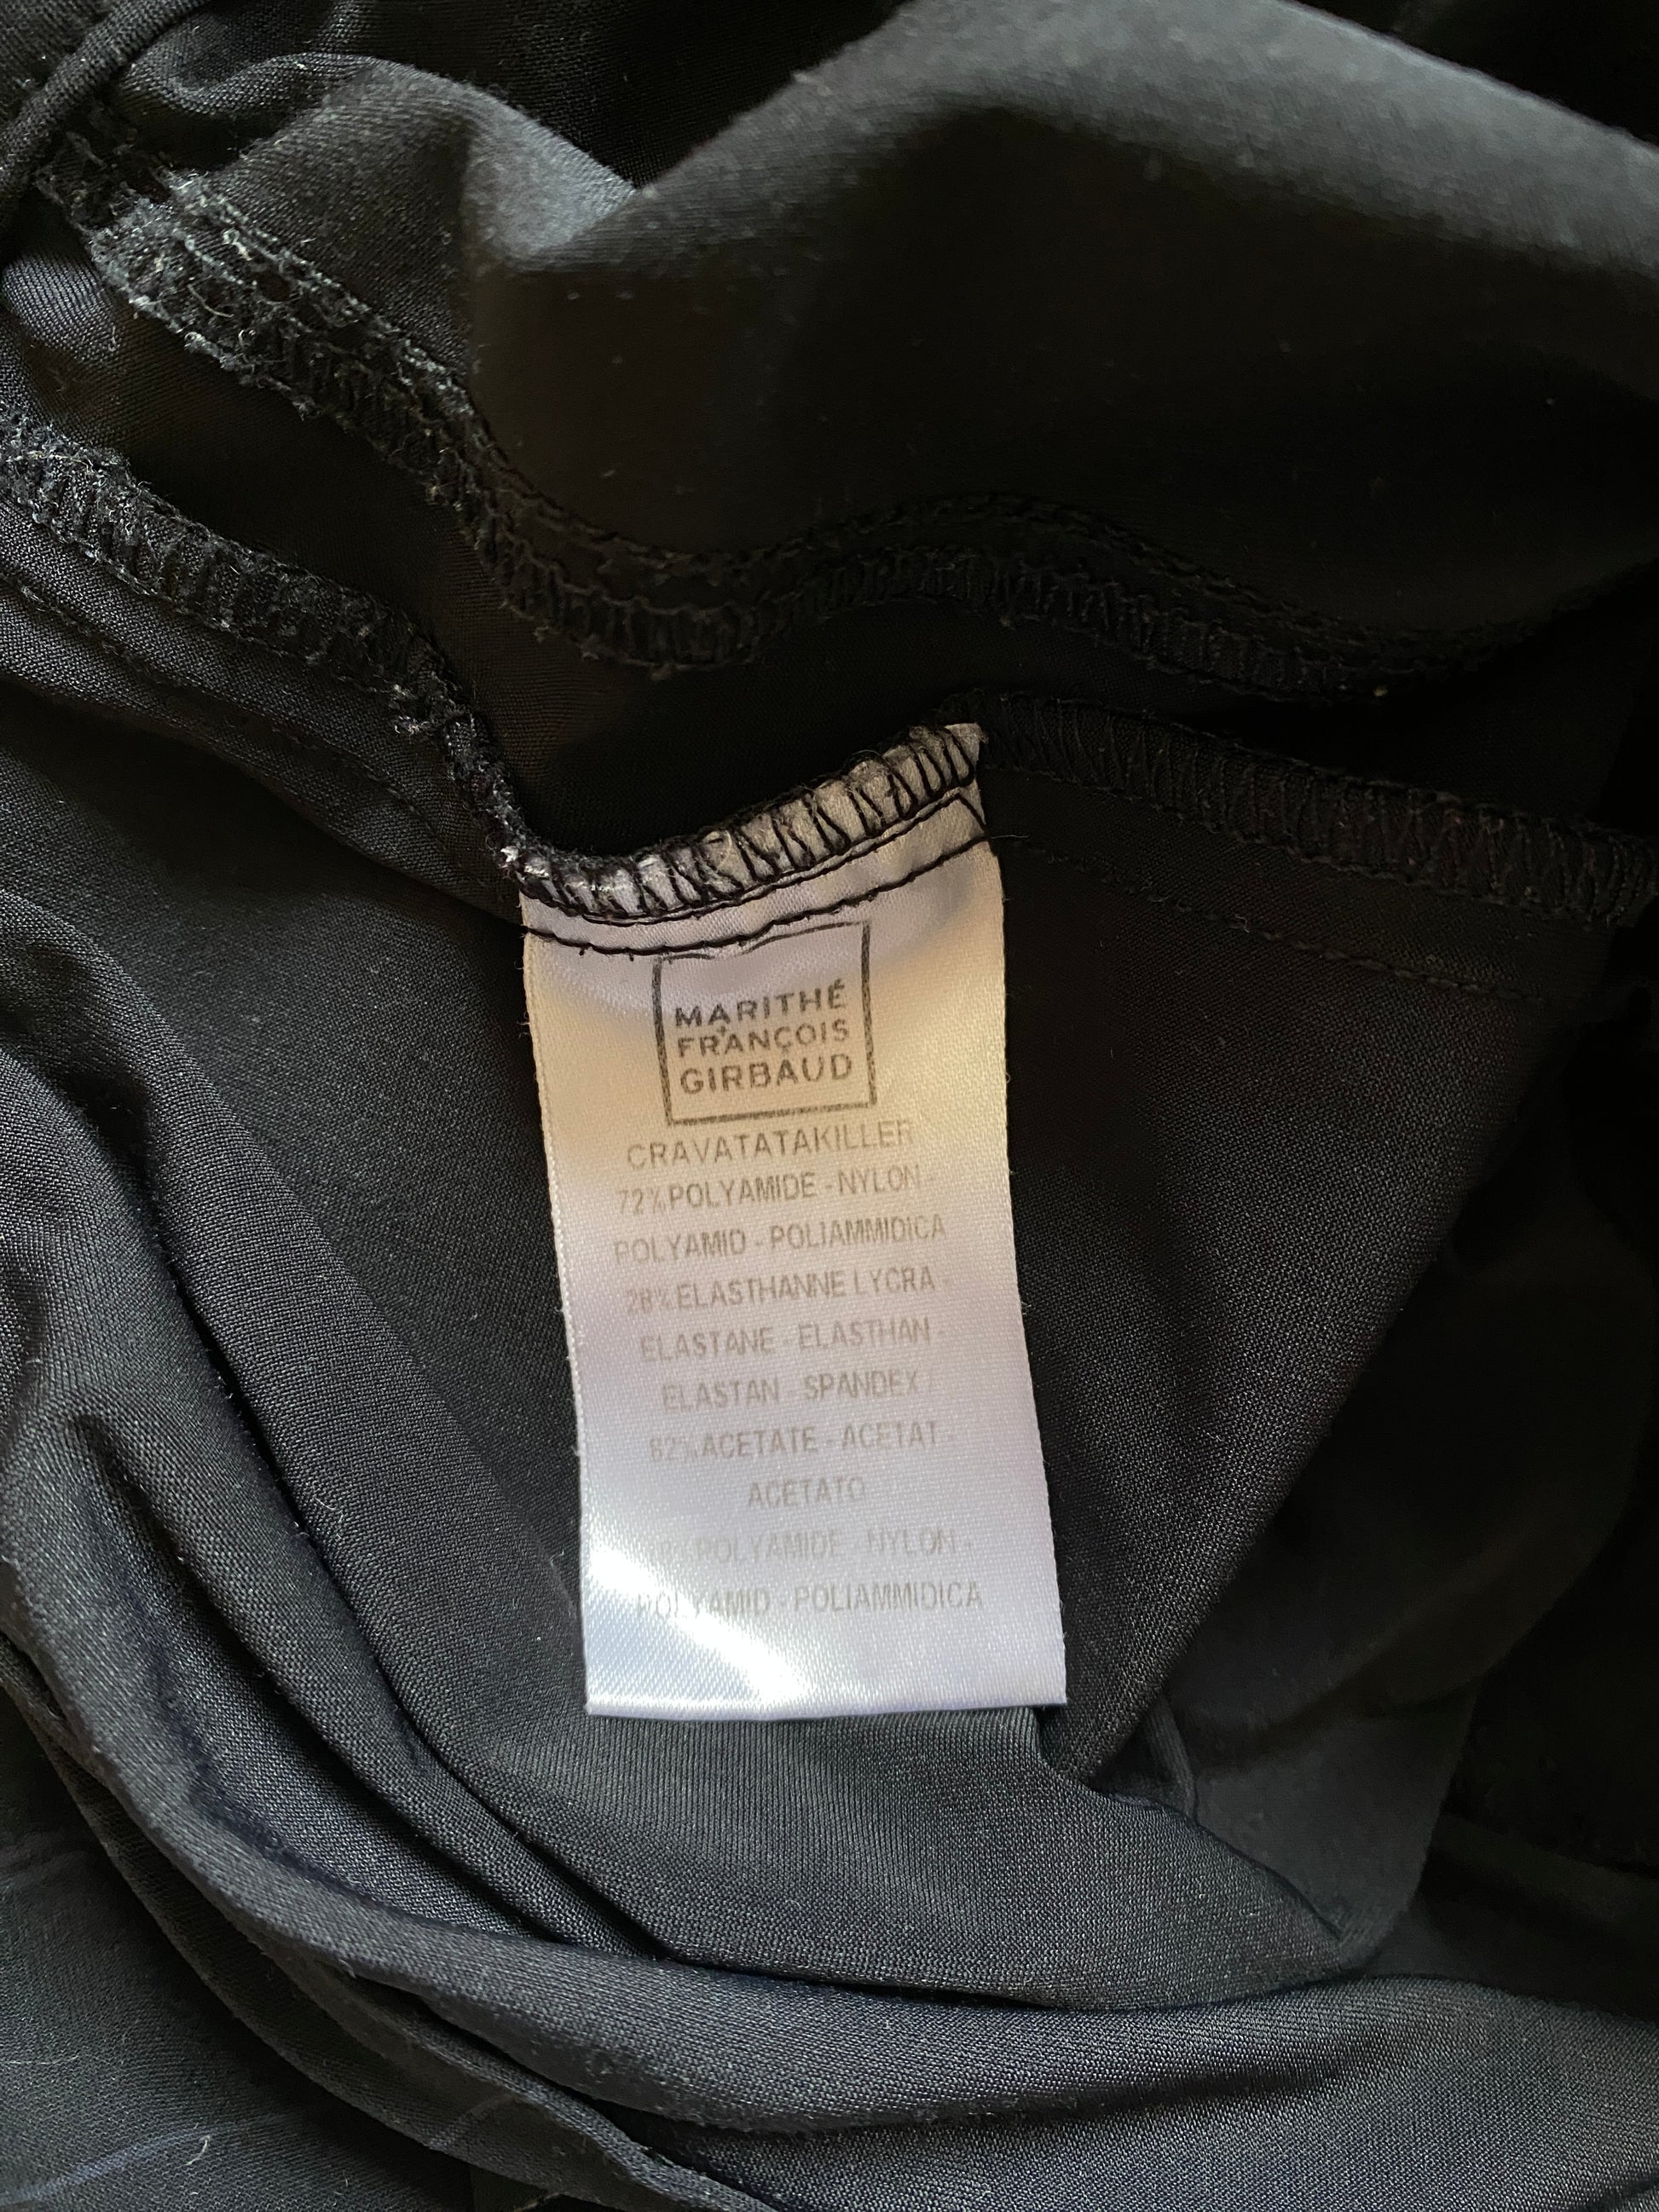 MARITHÉ
+
FRANÇOIS
GIRBAUD
CRAVATATAKILLER
72% POLYAMIDE - NYLON -
POLYAMID - POLIAMMIDICA
28% ELASTHANNE LYCRA -
ELASTANE - ELASTHAN -
ELASTAN - SPANDEX
82% ACETATE - ACETAT -
ACETATO
POLYAMIDE - NYLON -
POLYAMID - POLIAMMIDICA